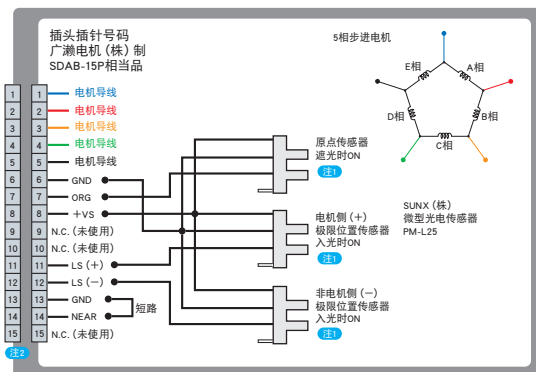 插头插针号码
广濑电机（株）制
SDAB-15P相当品
1 1 电机导线
2 2 电机导线
3 3 电机导线
4 4 电机导线
5 5 电机导线
6 6 GND
7 7 ORG
8 8 ＋VS
9 9 N.C.（未使用）
10 10 N.C.（未使用）
11 11 LS（＋）
12 12 LS（－）
13 13 GND
14 14 NEAR
短路
15 15 N.C.（未使用）
注2
原点传感器
遮光时ON
注1
电机侧（＋）
极限位置传感器
入光时ON
注1
非电机侧（－）
极限位置传感器
入光时ON
注1
5相步进电机
E相 A相
D相 B相
C相
SUNX（株）
微型光电传感器
PM-L25